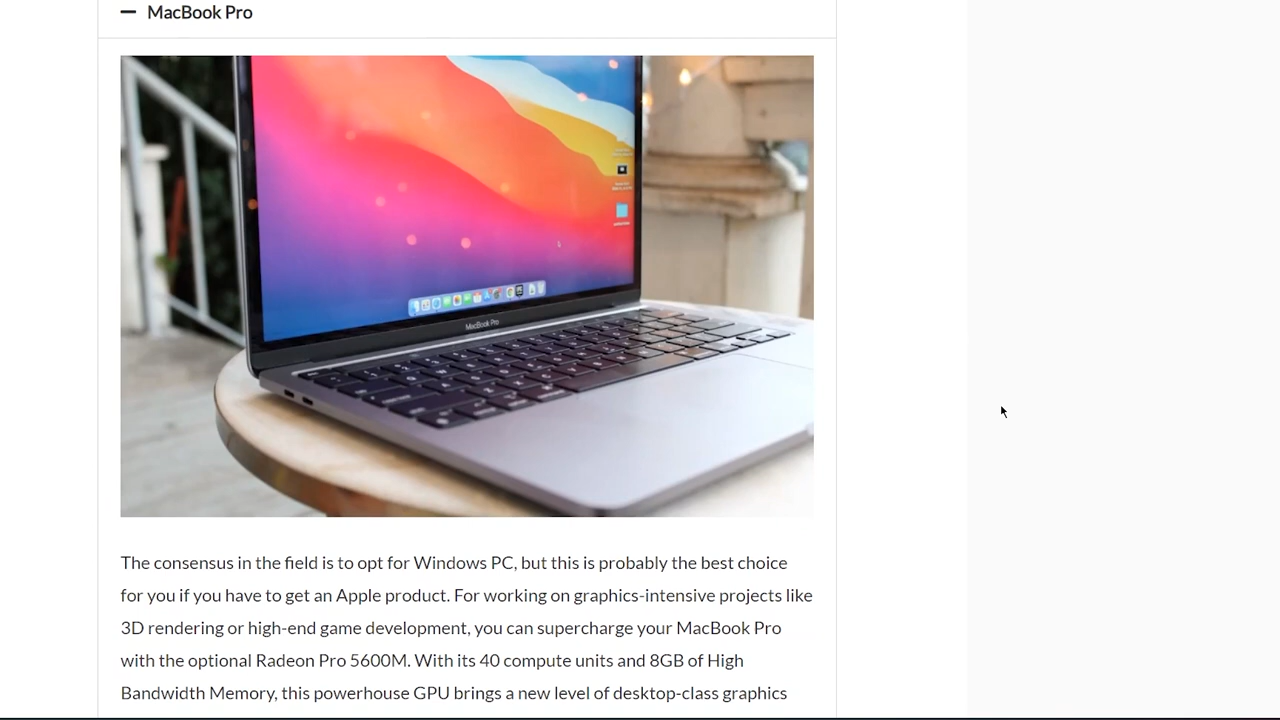 MacBook Pro
MacBook Pro
The consensus in the field is to opt for Windows PC, but this is probably the best choice
for you if you have to get an Apple product. For working on graphics-intensive projects like
3D rendering or high-end game development, you can supercharge your MacBook Pro
with the optional Radeon Pro 5600M. With its 40 compute units and 8GB of High
Bandwidth Memory, this powerhouse GPU brings a new level of desktop-class graphics